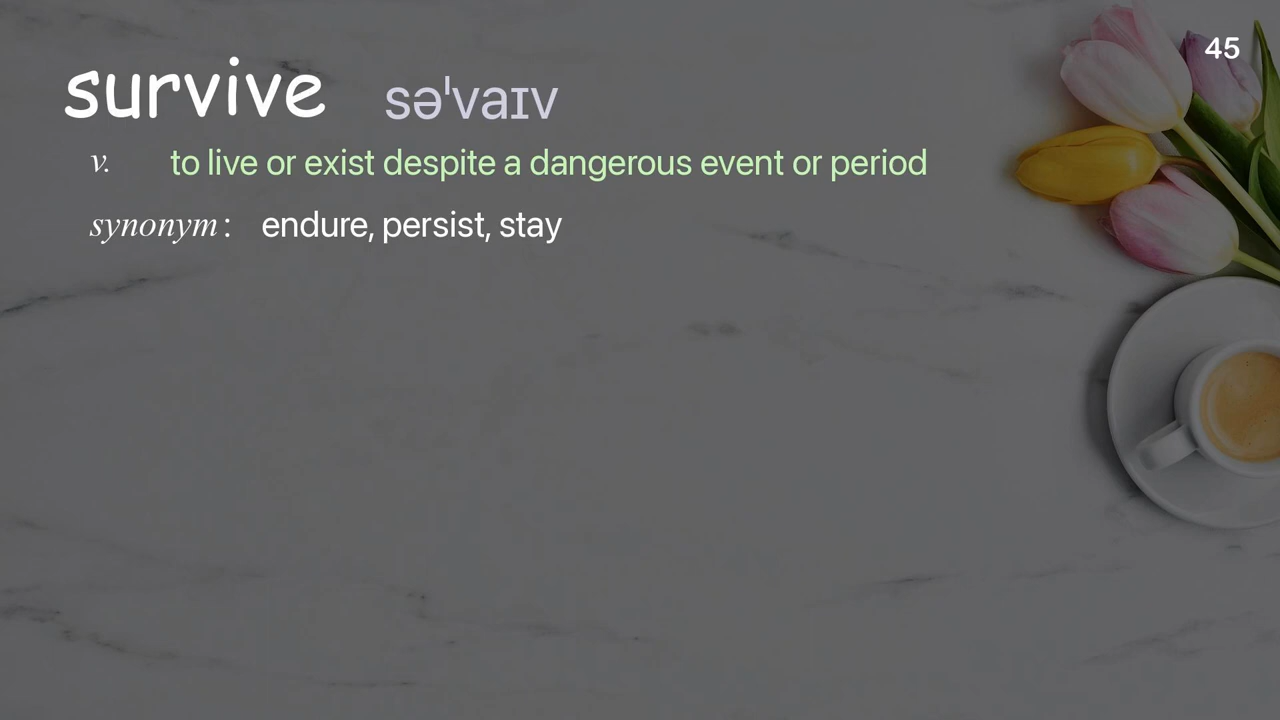 45
survive səˈvaɪv
v. to live or exist despite a dangerous event or period
synonym: endure, persist, stay